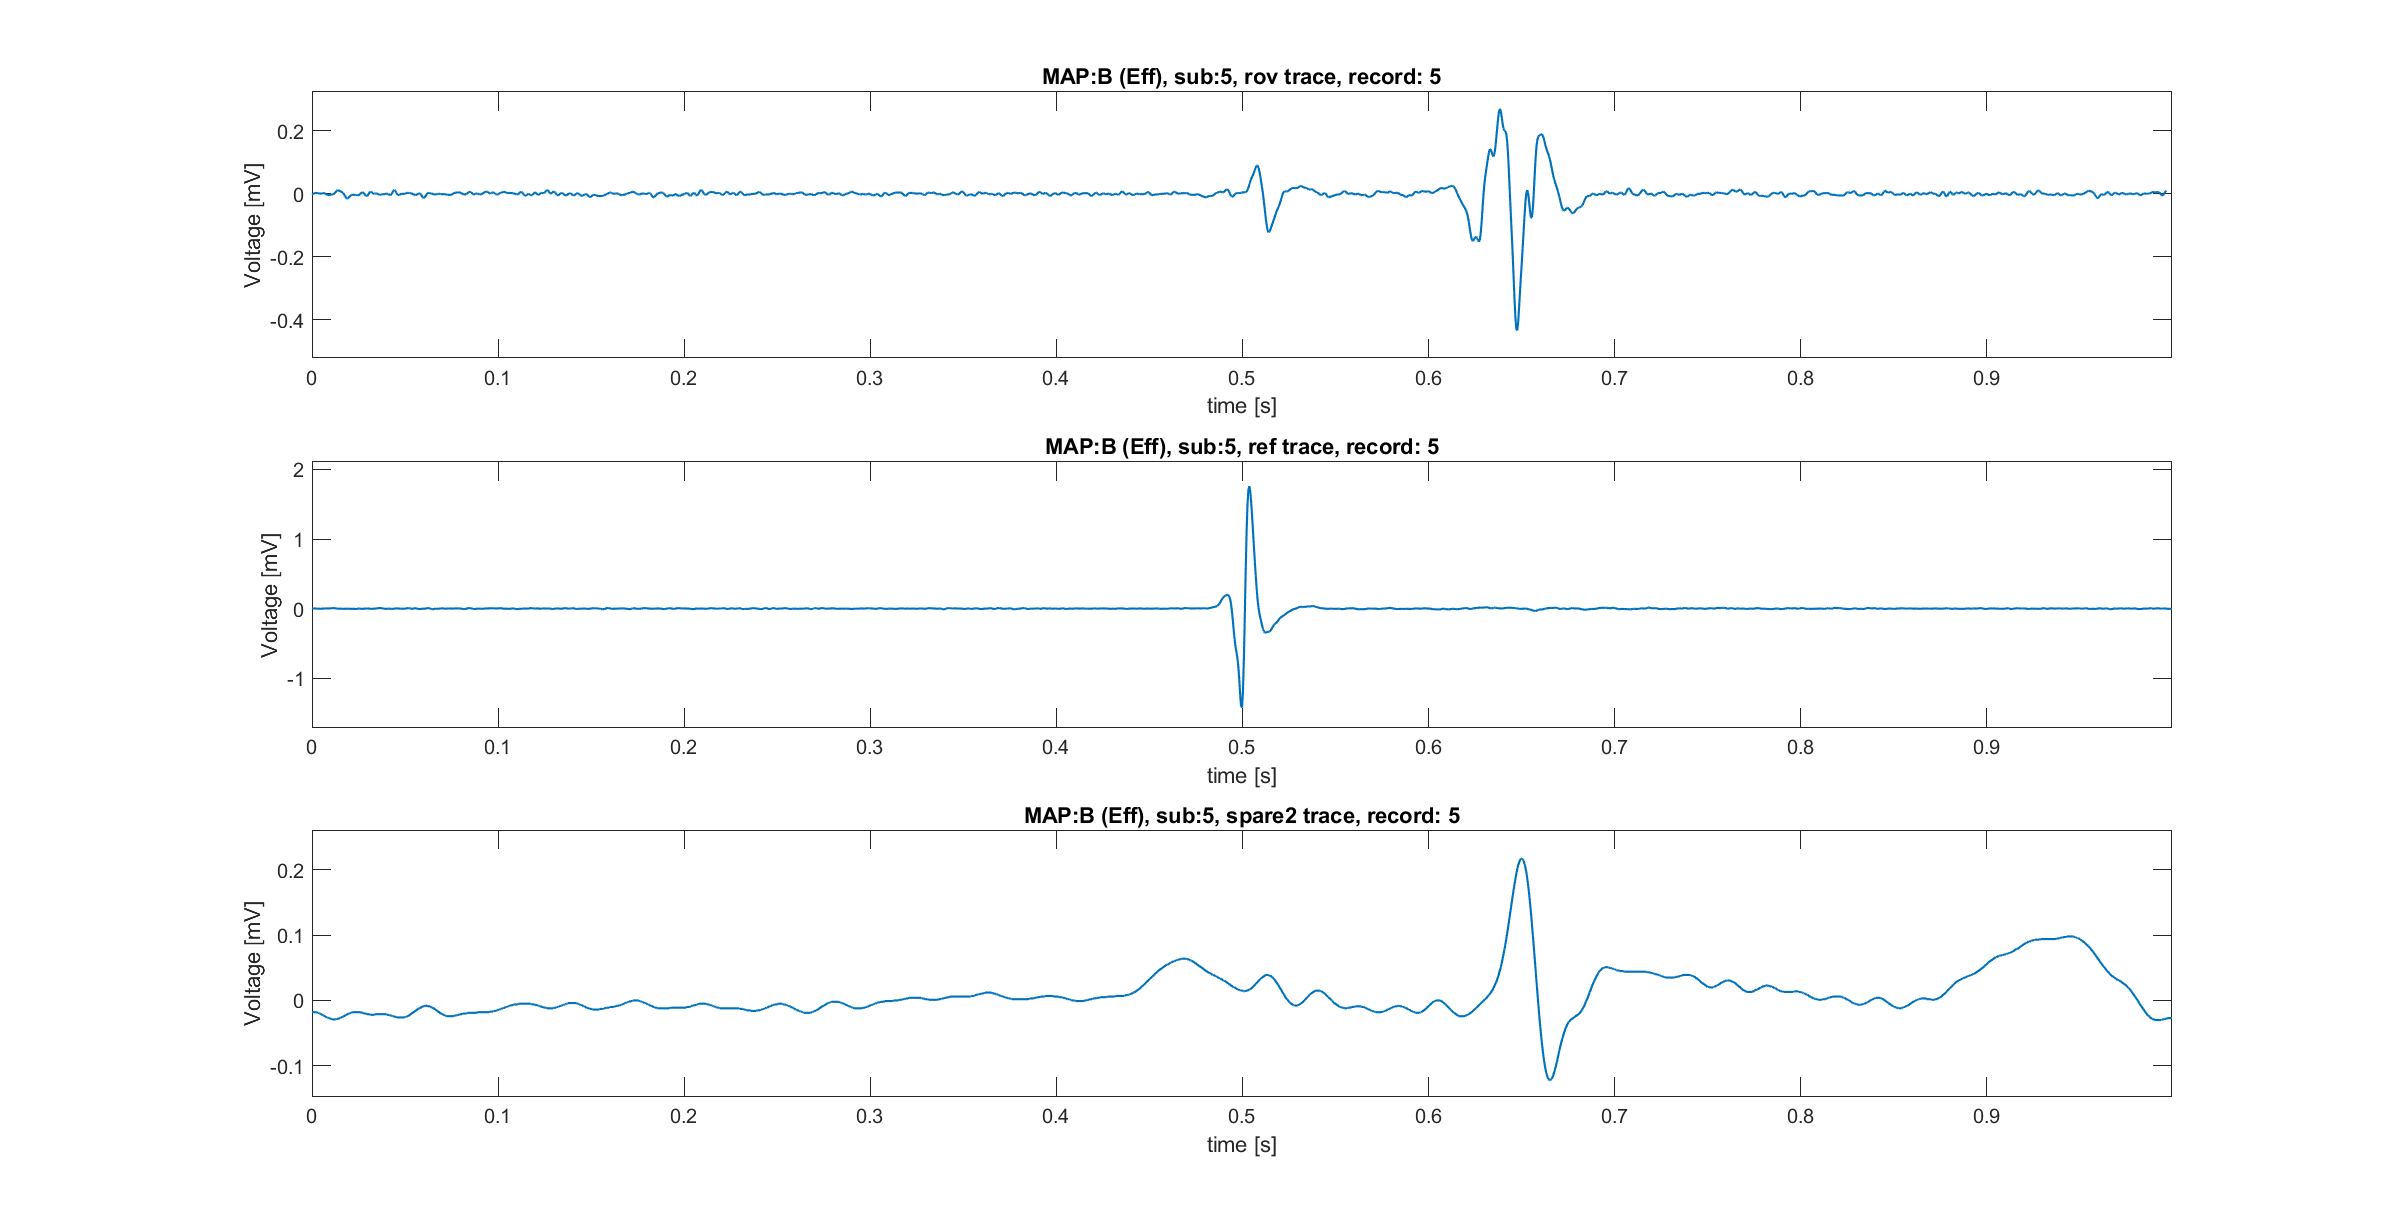 MAP:B (Eff), sub:5, rov trace, record: 5
0.2
0
-0.2
-0.4
Voltage [mV]
0 0.1 0.2 0.3 0.4 0.5 0.6 0.7 0.8 0.9
time [s]
MAP:B (Eff), sub:5, ref trace, record: 5
2
1
0
-1
Voltage [mV]
0 0.1 0.2 0.3 0.4 0.5 0.6 0.7 0.8 0.9
time [s]
MAP:B (Eff), sub:5, spare2 trace, record: 5
0.2
0.1
0
-0.1
Voltage [mV]
0 0.1 0.2 0.3 0.4 0.5 0.6 0.7 0.8 0.9
time [s]